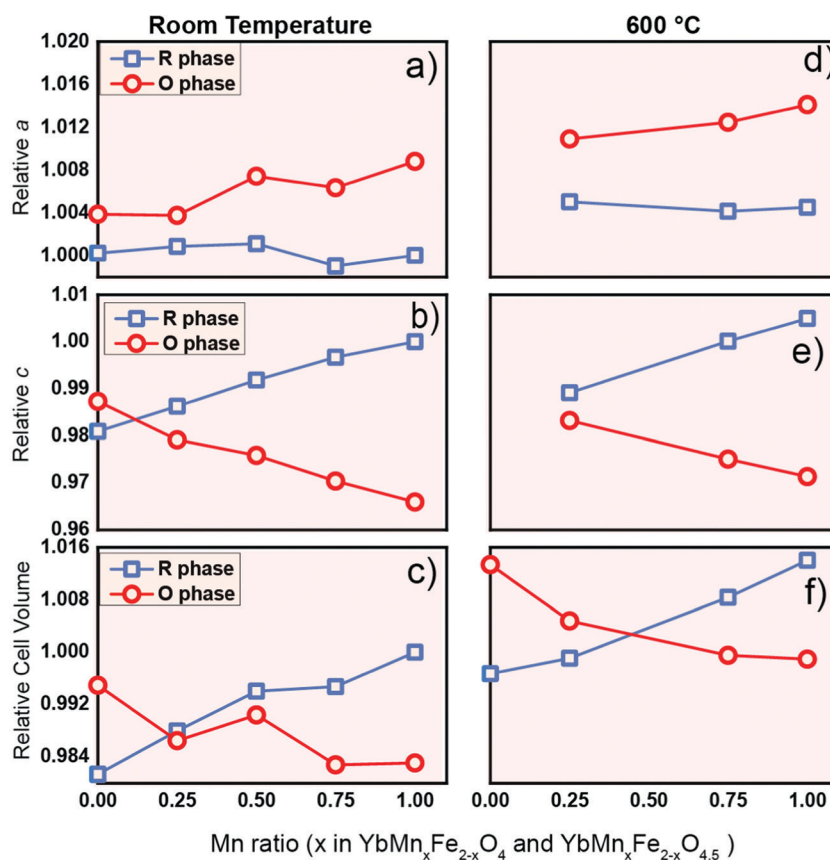 Room Temperature
600 °C
1.020
1.016
1.012
1.008
1.004
1.000
Relative a
R phase
O phase
a)
d)
1.01
1.00
0.99
0.98
0.97
0.96
Relative c
R phase
O phase
b)
e)
1.016
1.008
1.000
0.992
0.984
Relative Cell Volume
R phase
O phase
c)
f)
0.00 0.25 0.50 0.75 1.00
0.00 0.25 0.50 0.75 1.00
Mn ratio (x in YbMnₓFe₂₋ₓO₄ and YbMnₓFe₂₋ₓO₄.₅ )